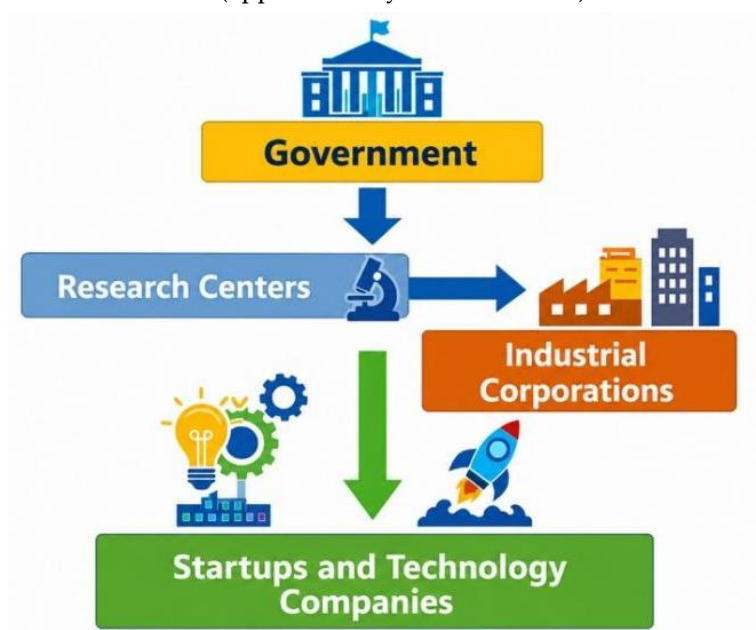 Government
Research Centers
Industrial
Corporations
Startups and Technology
Companies